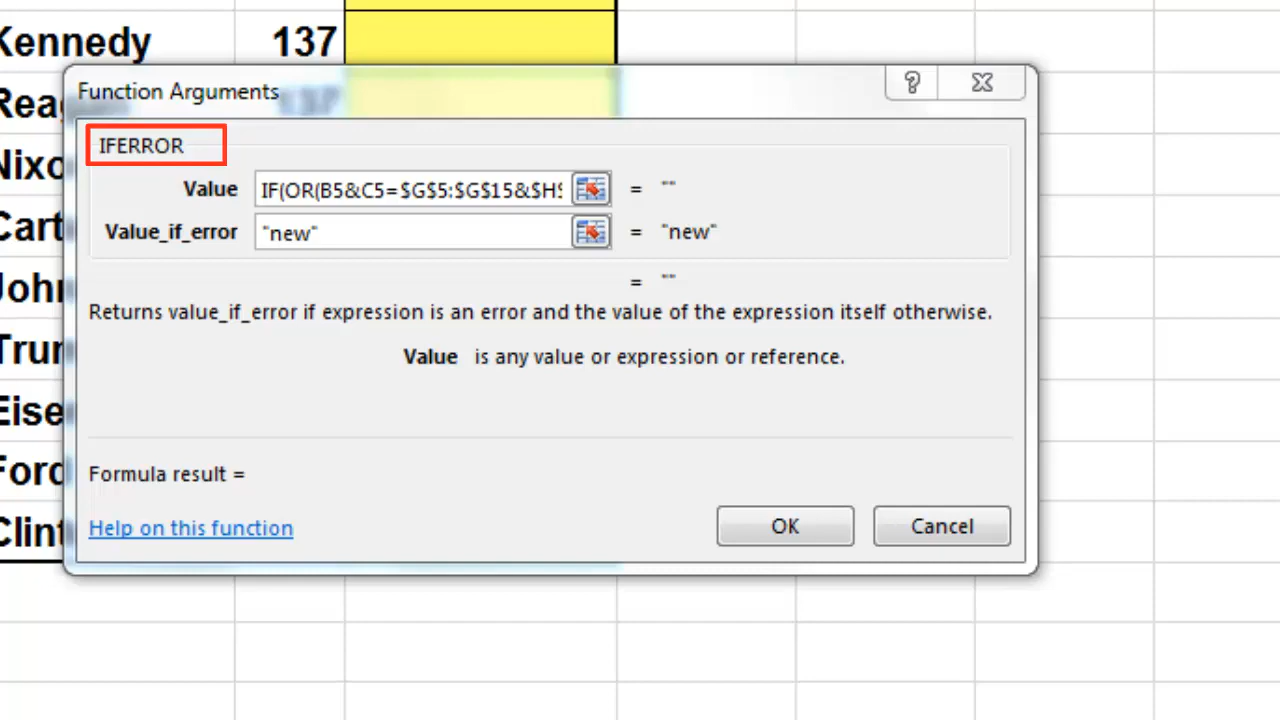 Kennedy 137
137
Function Arguments
IFERROR
Value IF(OR(B5&C5=$G$5:$G$15&$H$ = ""
Value_if_error "new" = "new"
= ""
Returns value_if_error if expression is an error and the value of the expression itself otherwise.
Value is any value or expression or reference.
Ford
Formula result =
Help on this function
OK
Cancel